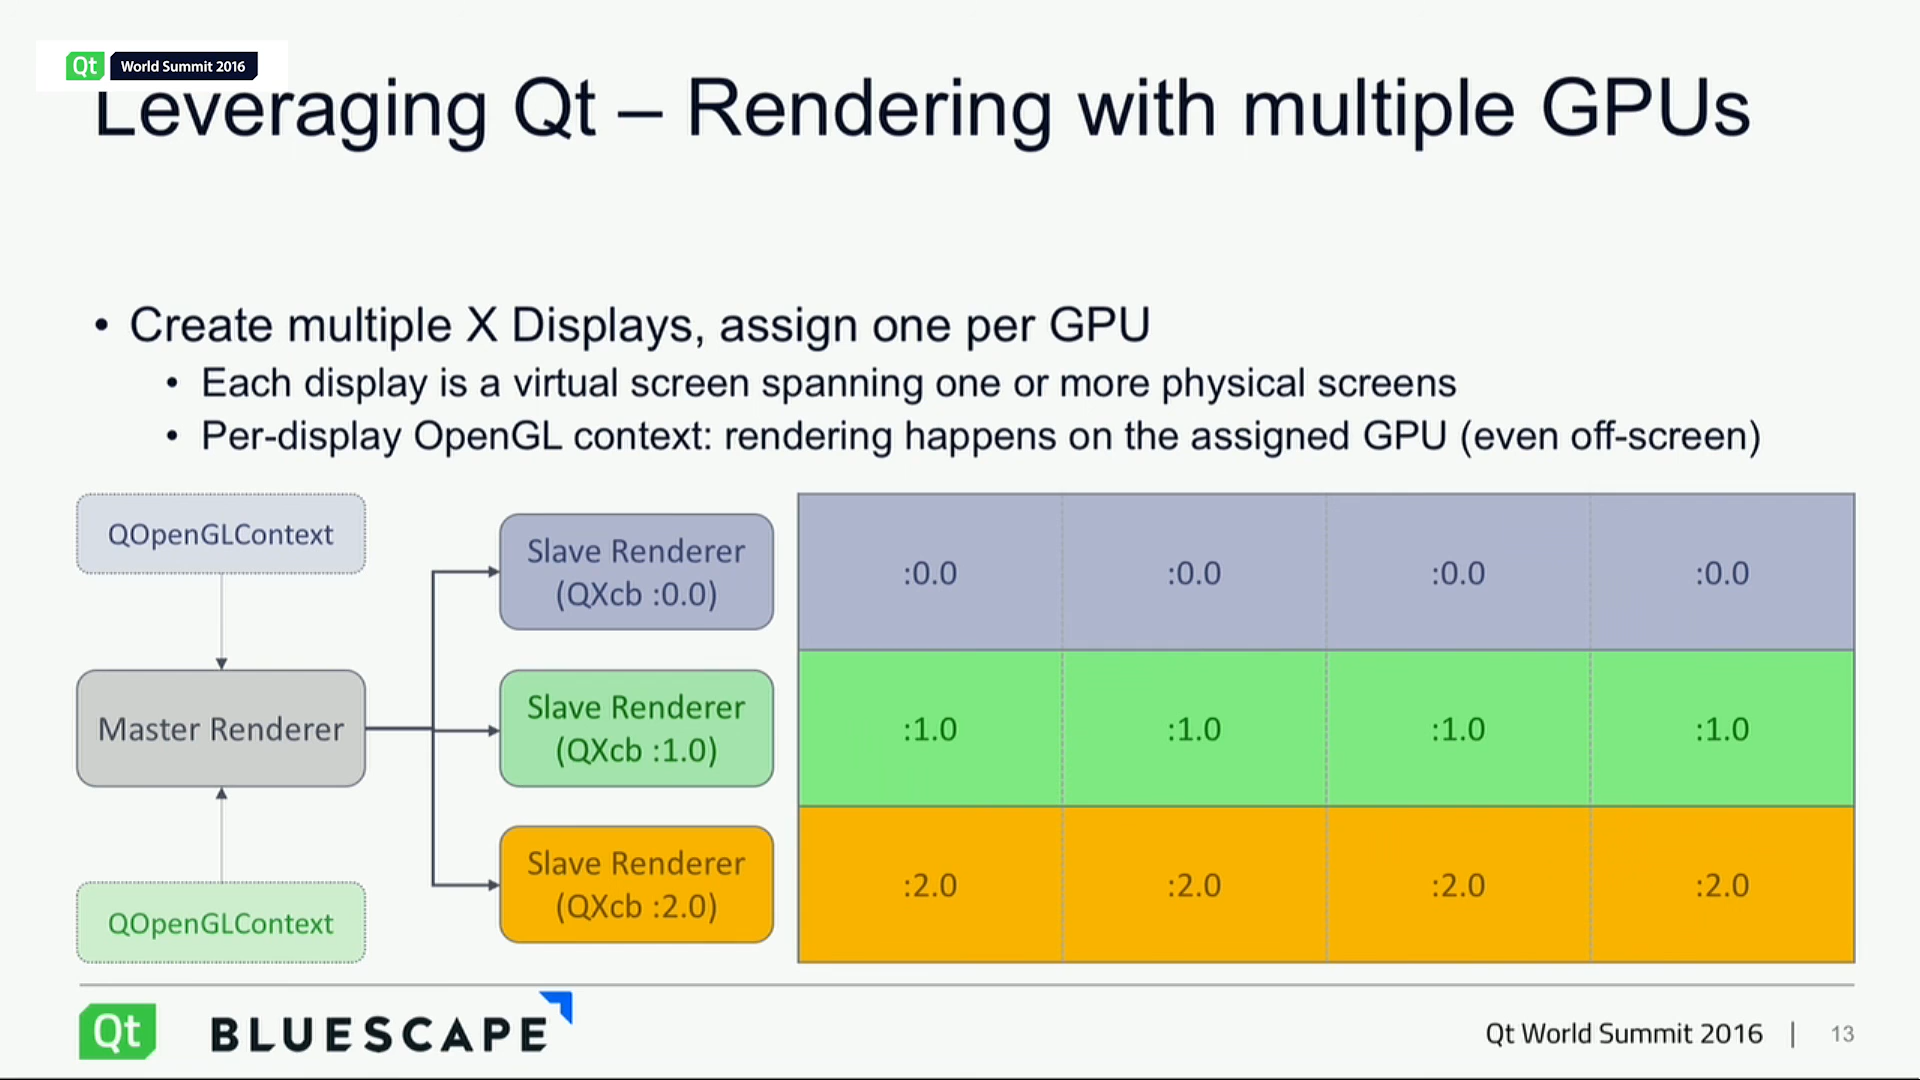 Qt World Summit 2016
Leveraging Qt – Rendering with multiple GPUs
• Create multiple X Displays, assign one per GPU
• Each display is a virtual screen spanning one or more physical screens
• Per-display OpenGL context: rendering happens on the assigned GPU (even off-screen)
QOpenGLContext
Master Renderer
QOpenGLContext
Slave Renderer
(QXcb :0.0)
Slave Renderer
(QXcb :1.0)
Slave Renderer
(QXcb :2.0)
:0.0 :0.0 :0.0 :0.0
:1.0 :1.0 :1.0 :1.0
:2.0 :2.0 :2.0 :2.0
Qt BLUESCAPE
Qt World Summit 2016 | 13